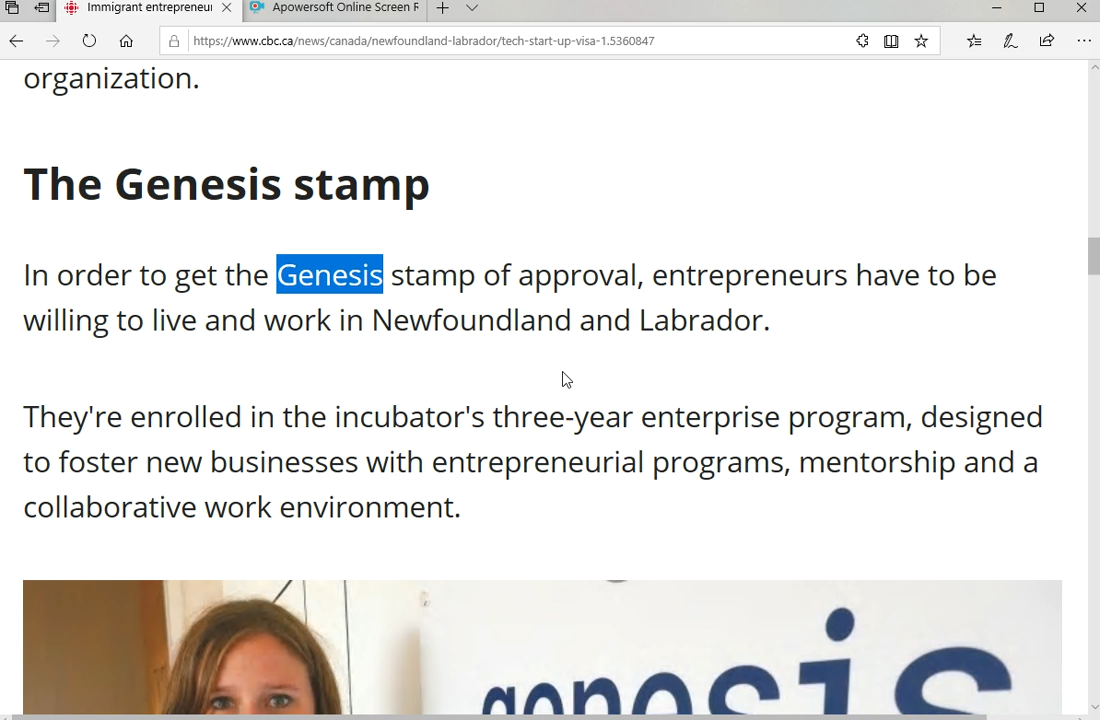 Immigrant entrepreneu
Apowersoft Online Screen R
https://www.cbc.ca/news/canada/newfoundland-labrador/tech-start-up-visa-1.5360847
organization.
The Genesis stamp
In order to get the Genesis stamp of approval, entrepreneurs have to be
willing to live and work in Newfoundland and Labrador.
They're enrolled in the incubator's three-year enterprise program, designed
to foster new businesses with entrepreneurial programs, mentorship and a
collaborative work environment.
genesis